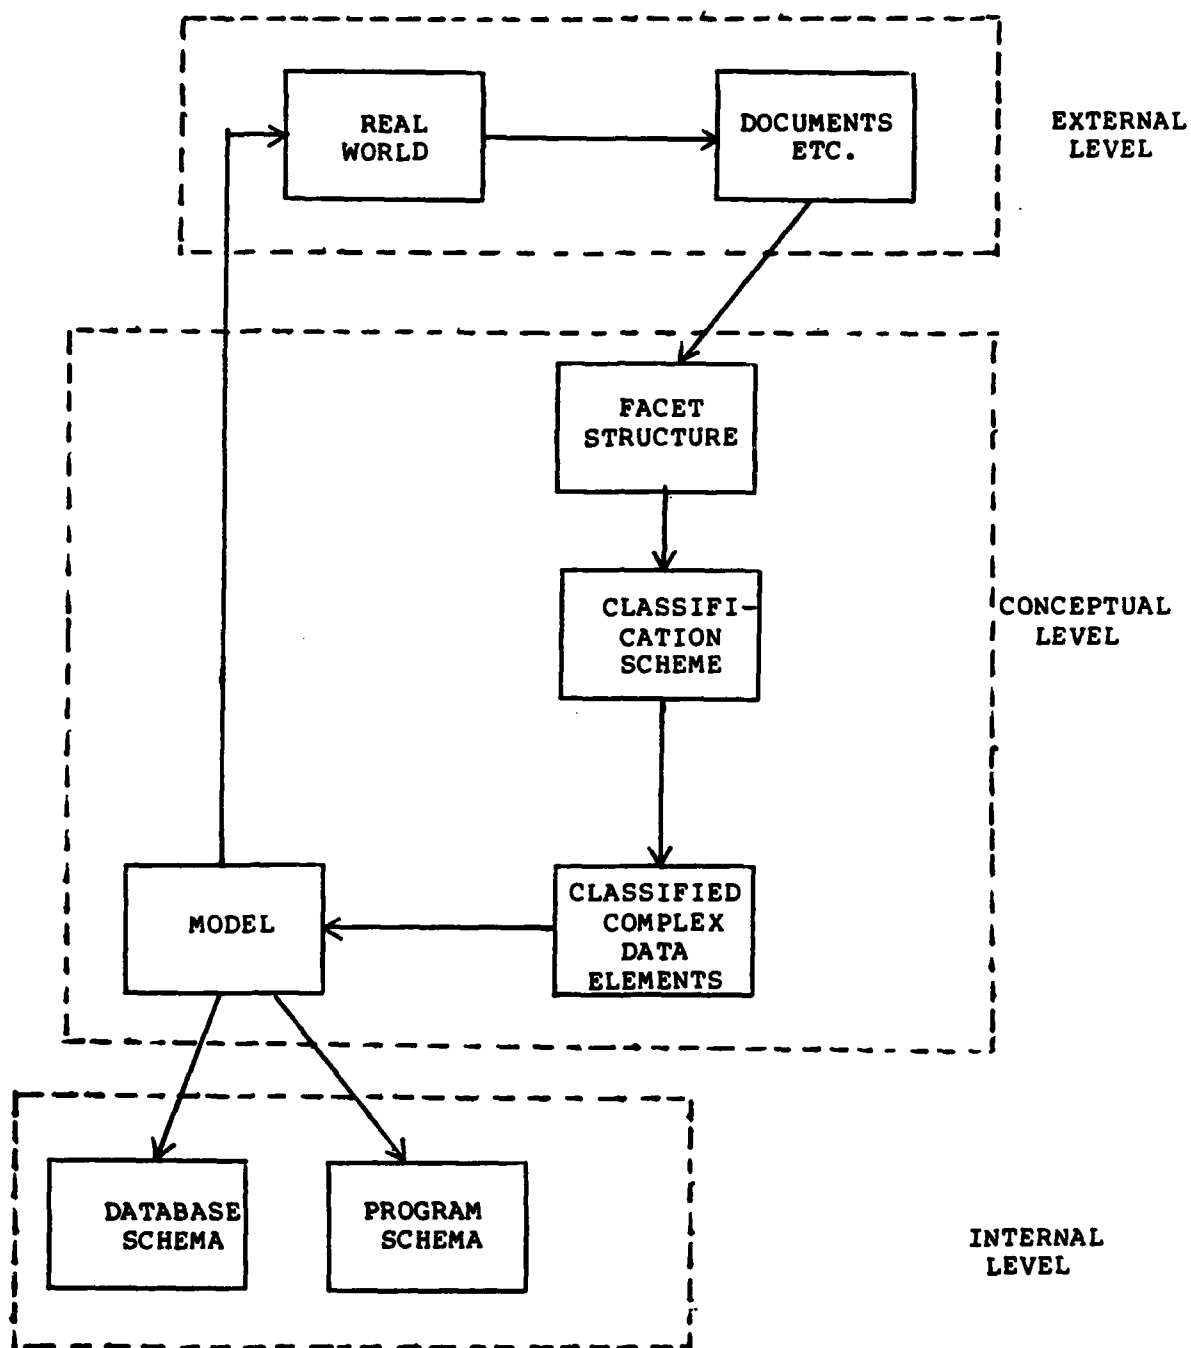 REAL
WORLD
DOCUMENTS
ETC.
EXTERNAL
LEVEL
FACET
STRUCTURE
CLASSIFI-
CATION
SCHEME
CONCEPTUAL
LEVEL
MODEL
CLASSIFIED
COMPLEX
DATA
ELEMENTS
DATABASE
SCHEMA
PROGRAM
SCHEMA
INTERNAL
LEVEL